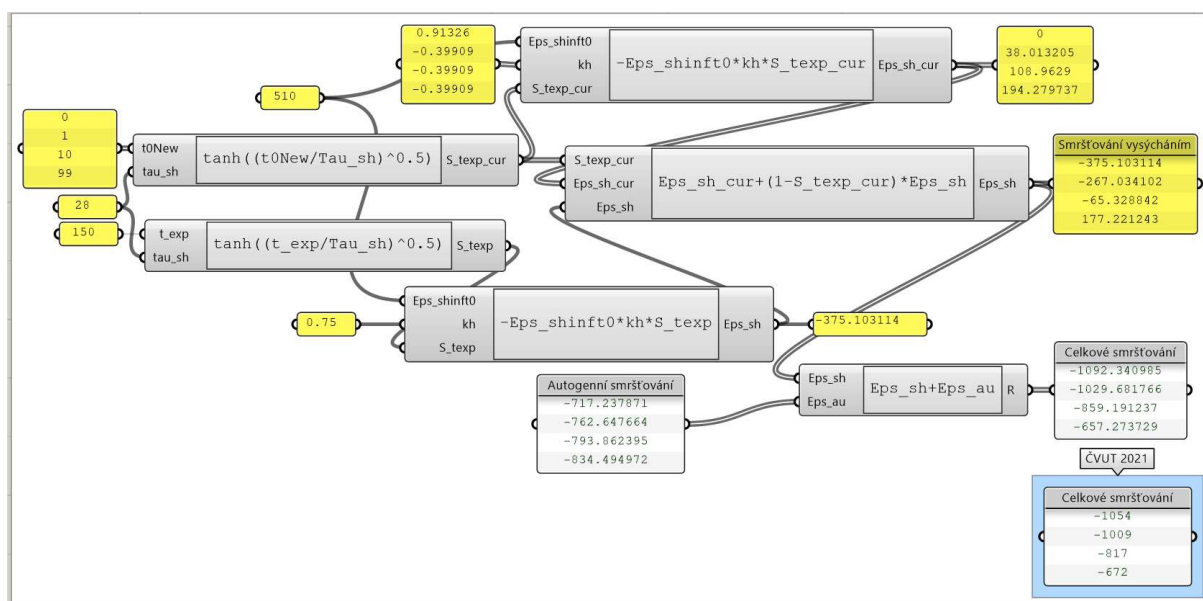 0.91326
-0.39909
-0.39909
-0.39909
Eps_shinft0
kh
S_texp_cur
-Eps_shinft0*kh*S_texp_cur
Eps_sh_cur
0
38.013205
108.9629
194.279737
510
0
1
10
99
t0New
tau_sh
tanh((t0New/Tau_sh)^0.5)
S_texp_cur
S_texp_cur
Eps_sh_cur
Eps_sh
Eps_sh_cur+(1-S_texp_cur)*Eps_sh
Eps_sh
Smršťování vysýcháním
-375.103114
-267.034102
-65.328842
177.221243
28
150
t_exp
tau_sh
tanh((t_exp/Tau_sh)^0.5)
S_texp
0.75
Eps_shinft0
kh
S_texp
-Eps_shinft0*kh*S_texp
Eps_sh
-375.103114
Autogenní smršťování
-717.237871
-762.647664
-793.862395
-834.494972
Eps_sh
Eps_au
Eps_sh+Eps_au
R
Celkové smršťování
-1092.340985
-1029.681766
-859.191237
-657.273729
ČVUT 2021
Celkové smršťování
-1054
-1009
-817
-672